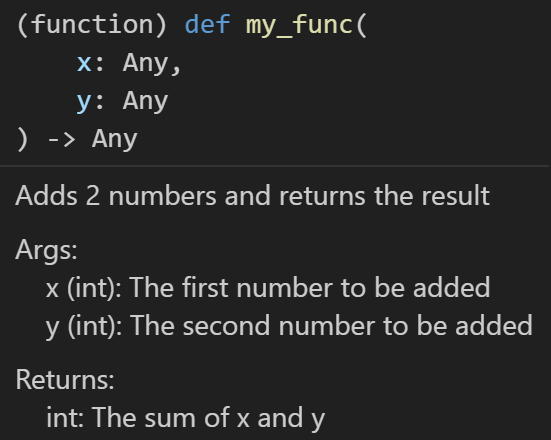 (function) def my_func(
    x: Any,
    y: Any
) -> Any
Adds 2 numbers and returns the result
Args:
    x (int): The first number to be added
    y (int): The second number to be added
Returns:
    int: The sum of x and y